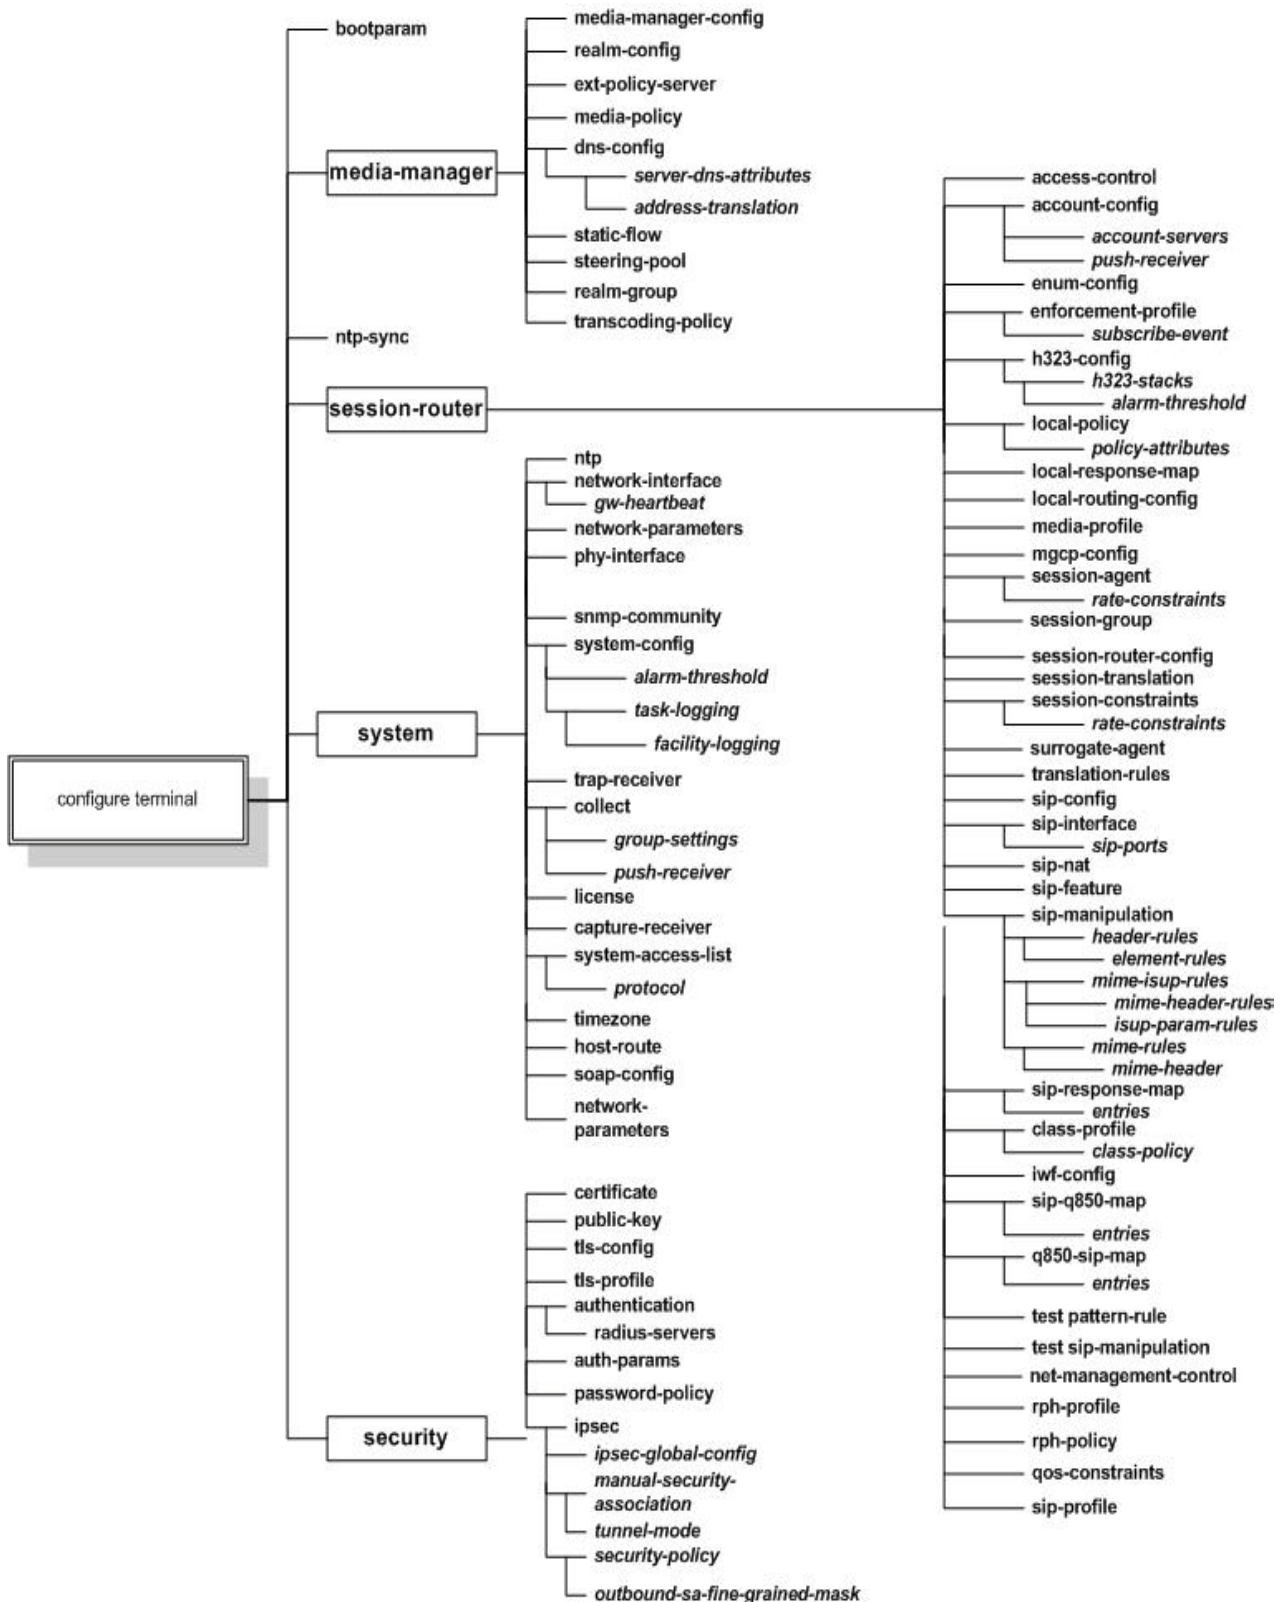 bootparam
media-manager
media-manager-config
realm-config
ext-policy-server
media-policy
dns-config
server-dns-attributes
address-translation
static-flow
steering-pool
realm-group
transcoding-policy
ntp-sync
session-router
access-control
account-config
account-servers
push-receiver
enum-config
enforcement-profile
subscribe-event
h323-config
h323-stacks
alarm-threshold
local-policy
policy-attributes
local-response-map
local-routing-config
media-profile
mgcp-config
session-agent
rate-constraints
session-group
session-router-config
session-translation
session-constraints
rate-constraints
surrogate-agent
translation-rules
sip-config
sip-interface
sip-ports
sip-nat
sip-feature
sip-manipulation
header-rules
element-rules
mime-isup-rules
mime-header-rules
isup-param-rules
mime-rules
mime-header
sip-response-map
entries
class-profile
class-policy
iwf-config
sip-q850-map
entries
q850-sip-map
entries
test pattern-rule
test sip-manipulation
net-management-control
rph-profile
rph-policy
qos-constraints
sip-profile
system
ntp
network-interface
gw-heartbeat
network-parameters
phy-interface
snmp-community
system-config
alarm-threshold
task-logging
facility-logging
trap-receiver
collect
group-settings
push-receiver
license
capture-receiver
system-access-list
protocol
timezone
host-route
soap-config
network-
parameters
configure terminal
security
certificate
public-key
tls-config
tls-profile
authentication
radius-servers
auth-params
password-policy
ipsec
ipsec-global-config
manual-security-
association
tunnel-mode
security-policy
outbound-sa-fine-grained-mask